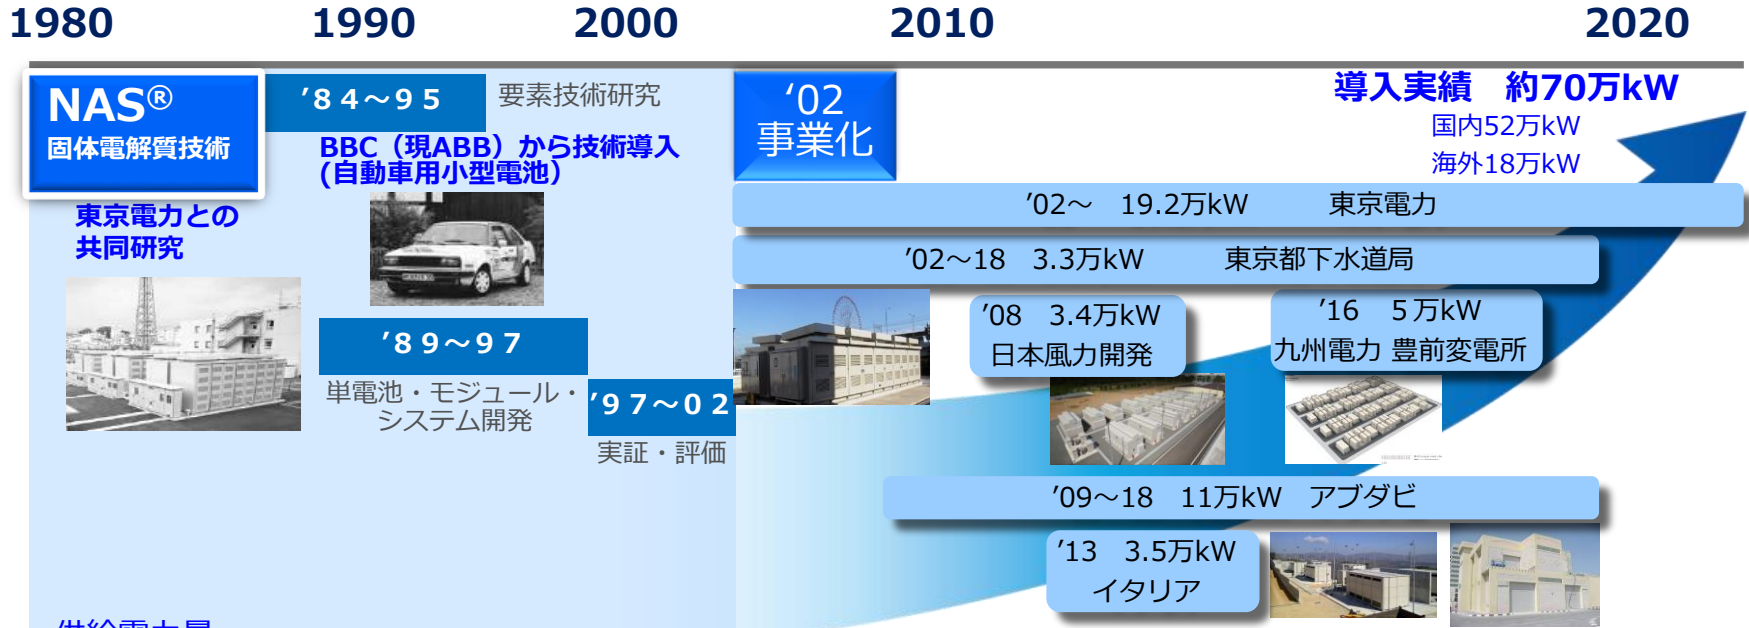 1980 1990 2000 2010 2020
NAS®
固体電解質技術
’８４～９５
要素技術研究
BBC（現ABB）から技術導入
(自動車用小型電池）
東京電力との
共同研究
’８９～９７
単電池・モジュール・
システム開発
’９７～０２
実証・評価
‘02
事業化
導入実績　約70万kW
国内52万kW
海外18万kW
’02～　19.2万kW　　東京電力
’02～18　3.3万kW　　東京都下水道局
’08　3.4万kW
日本風力開発
’16　５万kW
九州電力 豊前変電所
’09～18　11万kW　アブダビ
’13　3.5万kW
イタリア